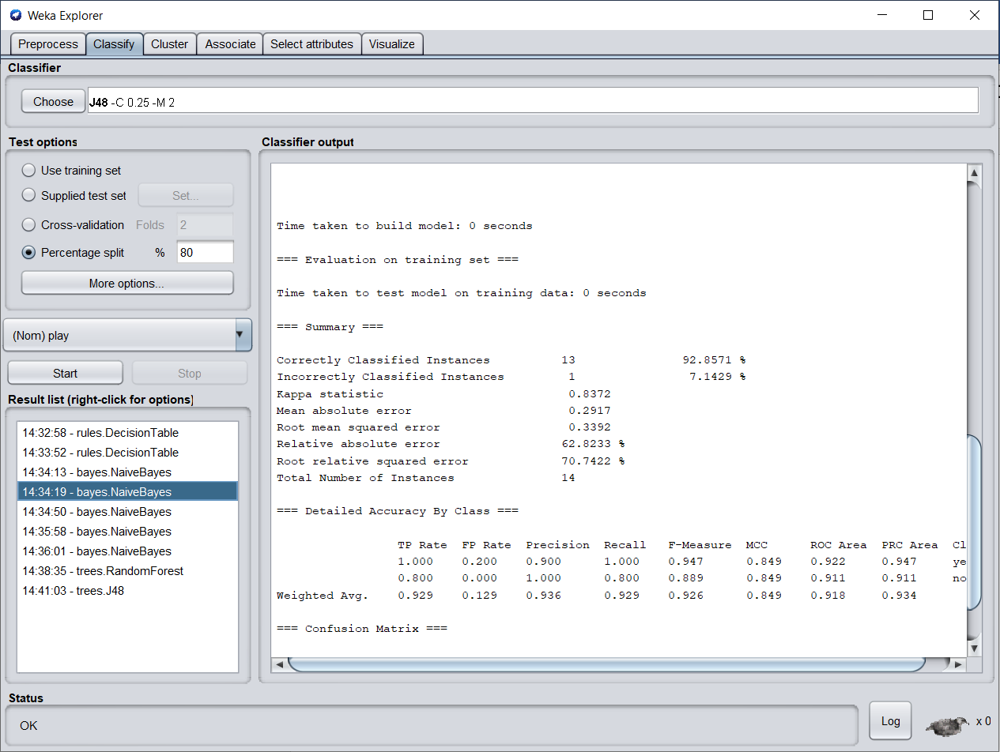 Weka Explorer
Preprocess Classify Cluster Associate Select attributes Visualize
Classifier
Choose J48 -C 0.25 -M 2
Test options
Use training set
Supplied test set Set...
Cross-validation Folds 2
Percentage split % 80
More options...
(Nom) play
Start Stop
Result list (right-click for options)
14:32:58 - rules.DecisionTable
14:33:52 - rules.DecisionTable
14:34:13 - bayes.NaiveBayes
14:34:19 - bayes.NaiveBayes
14:34:50 - bayes.NaiveBayes
14:35:58 - bayes.NaiveBayes
14:36:01 - bayes.NaiveBayes
14:38:35 - trees.RandomForest
14:41:03 - trees.J48
Classifier output
Time taken to build model: 0 seconds
=== Evaluation on training set ===
Time taken to test model on training data: 0 seconds
=== Summary ===
Correctly Classified Instances 13 92.8571 %
Incorrectly Classified Instances 1 7.1429 %
Kappa statistic 0.8372
Mean absolute error 0.2917
Root mean squared error 0.3392
Relative absolute error 62.8233 %
Root relative squared error 70.7422 %
Total Number of Instances 14
=== Detailed Accuracy By Class ===
TP Rate FP Rate Precision Recall F-Measure MCC ROC Area PRC Area Cl
1.000 0.200 0.900 1.000 0.947 0.849 0.922 0.947 ye
0.800 0.000 1.000 0.800 0.889 0.849 0.911 0.911 no
Weighted Avg. 0.929 0.129 0.936 0.929 0.926 0.849 0.918 0.934
=== Confusion Matrix ===
Status
OK
Log
x 0